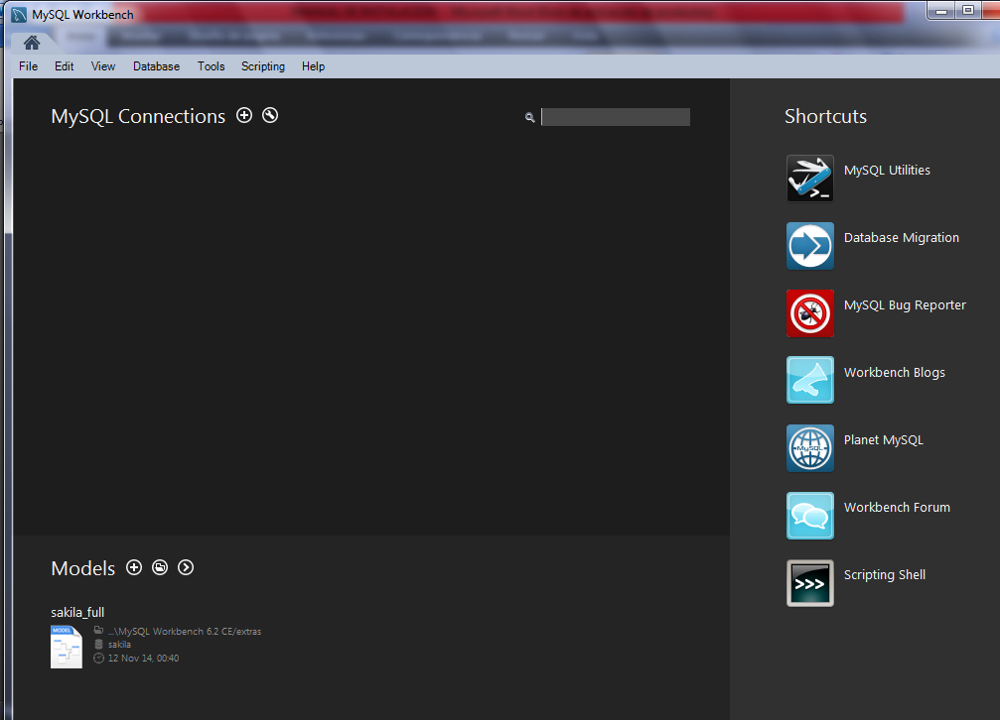 MySQL Workbench
File Edit View Database Tools Scripting Help
MySQL Connections
Shortcuts
MySQL Utilities
Database Migration
MySQL Bug Reporter
Workbench Blogs
MySQL
Planet MySQL
Workbench Forum
>>>
Scripting Shell
Models
sakila_full
MODEL
...\MySQL Workbench 6.2 CE/extras
sakila
12 Nov 14, 00:40